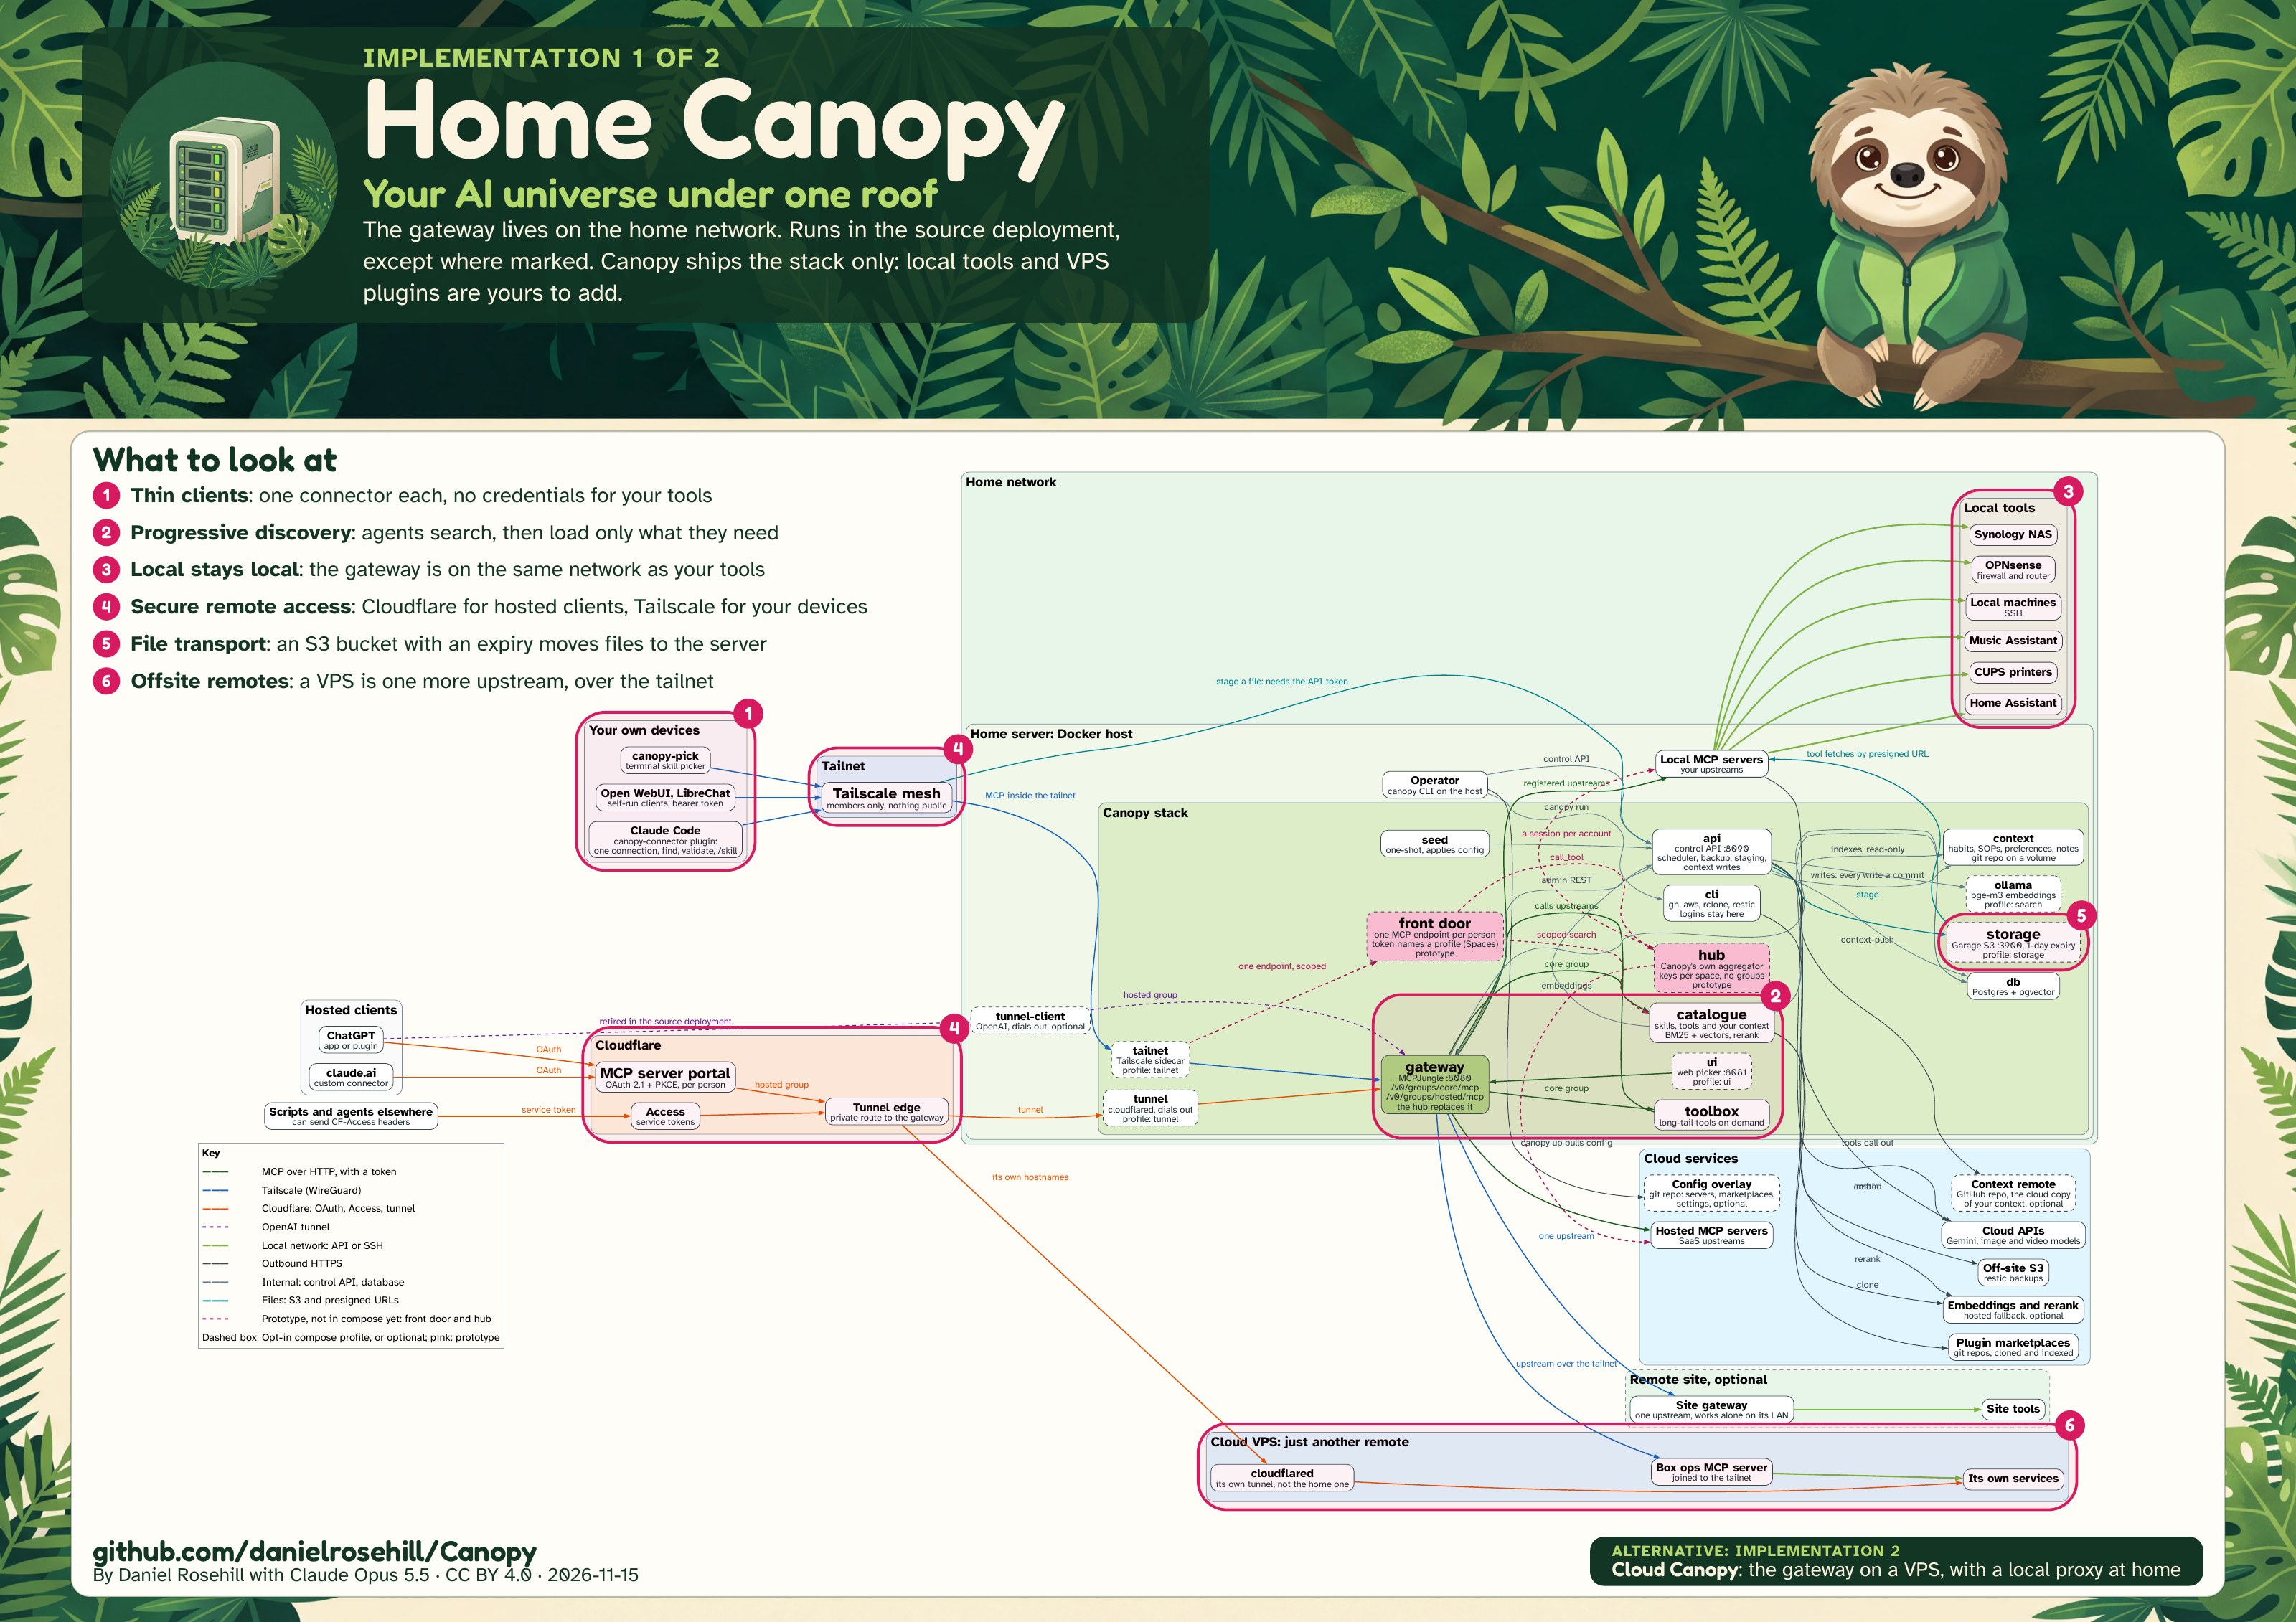 IMPLEMENTATION 1 OF 2
Home Canopy
Your AI universe under one roof
The gateway lives on the home network. Runs in the source deployment,
except where marked. Canopy ships the stack only: local tools and VPS
plugins are yours to add.
What to look at
1 Thin clients: one connector each, no credentials for your tools
2 Progressive discovery: agents search, then load only what they need
3 Local stays local: the gateway is on the same network as your tools
4 Secure remote access: Cloudflare for hosted clients, Tailscale for your devices
5 File transport: an S3 bucket with an expiry moves files to the server
6 Offsite remotes: a VPS is one more upstream, over the tailnet
1
Your own devices
canopy-pick
terminal skill picker
Open WebUI, LibreChat
self-run clients, bearer token
Claude Code
canopy-connector plugin:
one connection, find, validate, /skill
4
Tailnet
Tailscale mesh
members only, nothing public
Hosted clients
ChatGPT
app or plugin
claude.ai
custom connector
Scripts and agents elsewhere
can send CF-Access headers
retired in the source deployment
OAuth
OAuth
service token
4
Cloudflare
MCP server portal
OAuth 2.1 + PKCE, per person
hosted group
Access
service tokens
Tunnel edge
private route to the gateway
tunnel
its own hostnames
Key
MCP over HTTP, with a token
Tailscale (WireGuard)
Cloudflare: OAuth, Access, tunnel
OpenAI tunnel
Local network: API or SSH
Outbound HTTPS
Internal: control API, database
Files: S3 and presigned URLs
Prototype, not in compose yet: front door and hub
Dashed box Opt-in compose profile, or optional; pink: prototype
Home network
3
Local tools
Synology NAS
OPNsense
firewall and router
Local machines
SSH
Music Assistant
CUPS printers
Home Assistant
stage a file: needs the API token
Home server: Docker host
MCP inside the tailnet
Operator
canopy CLI on the host
control API
registered upstreams
canopy run
Local MCP servers
your upstreams
tool fetches by presigned URL
Canopy stack
seed
one-shot, applies config
a session per account
call_tool
admin REST
calls upstreams
scoped search
core group
embeddings
api
control API :8090
scheduler, backup, staging,
context writes
cli
gh, aws, rclone, restic
logins stay here
indexes, read-only
writes: every write a commit
stage
context-push
context
habits, SOPs, preferences, notes
git repo on a volume
ollama
bge-m3 embeddings
profile: search
5
storage
Garage S3 :3900, 1-day expiry
profile: storage
db
Postgres + pgvector
front door
one MCP endpoint per person
token names a profile (Spaces)
prototype
one endpoint, scoped
hub
Canopy's own aggregator
keys per space, no groups
prototype
tunnel-client
OpenAI, dials out, optional
hosted group
tailnet
Tailscale sidecar
profile: tailnet
tunnel
cloudflared, dials out
profile: tunnel
2
gateway
MCPJungle :8080
/v0/groups/core/mcp
/v0/groups/hosted/mcp
the hub replaces it
catalogue
skills, tools and your context
BM25 + vectors, rerank
ui
web picker :8081
profile: ui
core group
toolbox
long-tail tools on demand
canopy up pulls config
tools call out
Cloud services
Config overlay
git repo: servers, marketplaces,
settings, optional
Hosted MCP servers
SaaS upstreams
one upstream
rerank
clone
Context remote
GitHub repo, the cloud copy
of your context, optional
Cloud APIs
Gemini, image and video models
Off-site S3
restic backups
Embeddings and rerank
hosted fallback, optional
Plugin marketplaces
git repos, cloned and indexed
upstream over the tailnet
Remote site, optional
Site gateway
one upstream, works alone on its LAN
Site tools
6
Cloud VPS: just another remote
cloudflared
its own tunnel, not the home one
Box ops MCP server
joined to the tailnet
Its own services
github.com/danielrosehill/Canopy
By Daniel Rosehill with Claude Opus 5.5 · CC BY 4.0 · 2026-11-15
ALTERNATIVE: IMPLEMENTATION 2
Cloud Canopy: the gateway on a VPS, with a local proxy at home